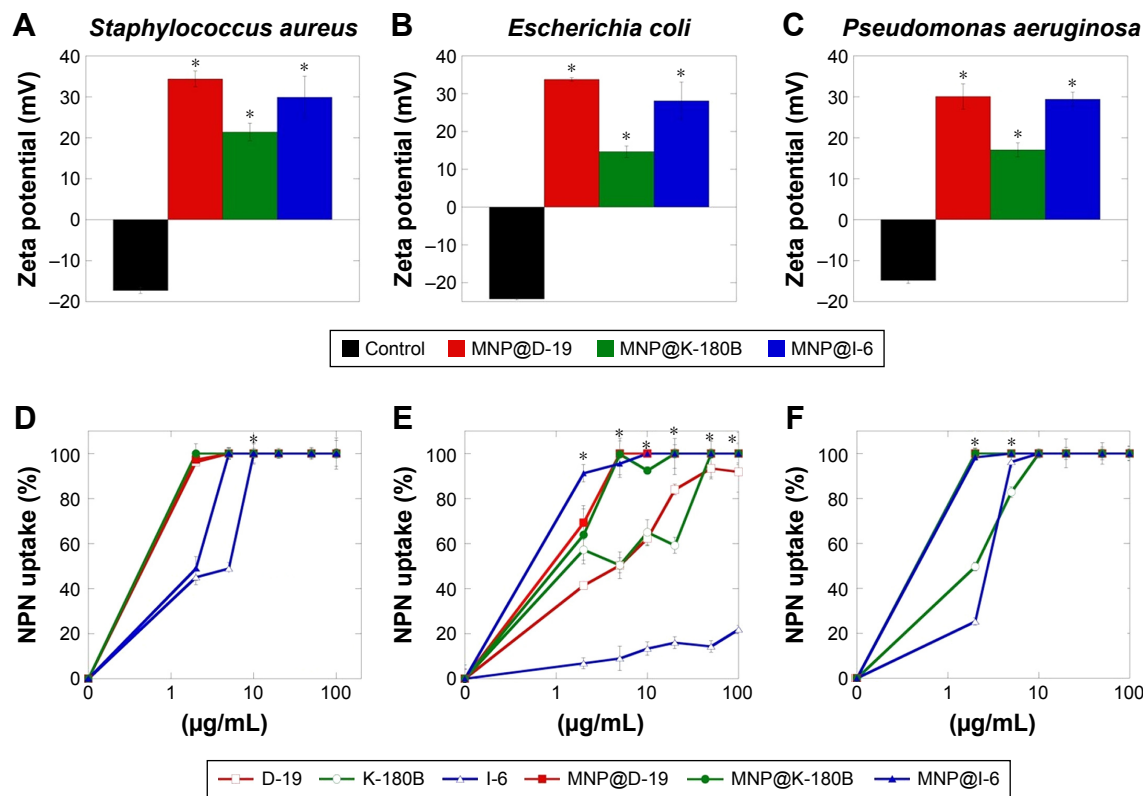 A Staphylococcus aureus
B Escherichia coli
C Pseudomonas aeruginosa
Zeta potential (mV)
40
30
20
10
0
–10
–20
* * *
Zeta potential (mV)
40
30
20
10
0
–10
–20
* * *
Zeta potential (mV)
40
30
20
10
0
–10
–20
* * *
Control MNP@D-19 MNP@K-180B MNP@I-6
D
NPN uptake (%)
100
80
60
40
20
0
*
0 1 10 100
(µg/mL)
E
NPN uptake (%)
100
80
60
40
20
0
* * * * * *
0 1 10 100
(µg/mL)
F
NPN uptake (%)
100
80
60
40
20
0
* *
0 1 10 100
(µg/mL)
D-19 K-180B I-6 MNP@D-19 MNP@K-180B MNP@I-6